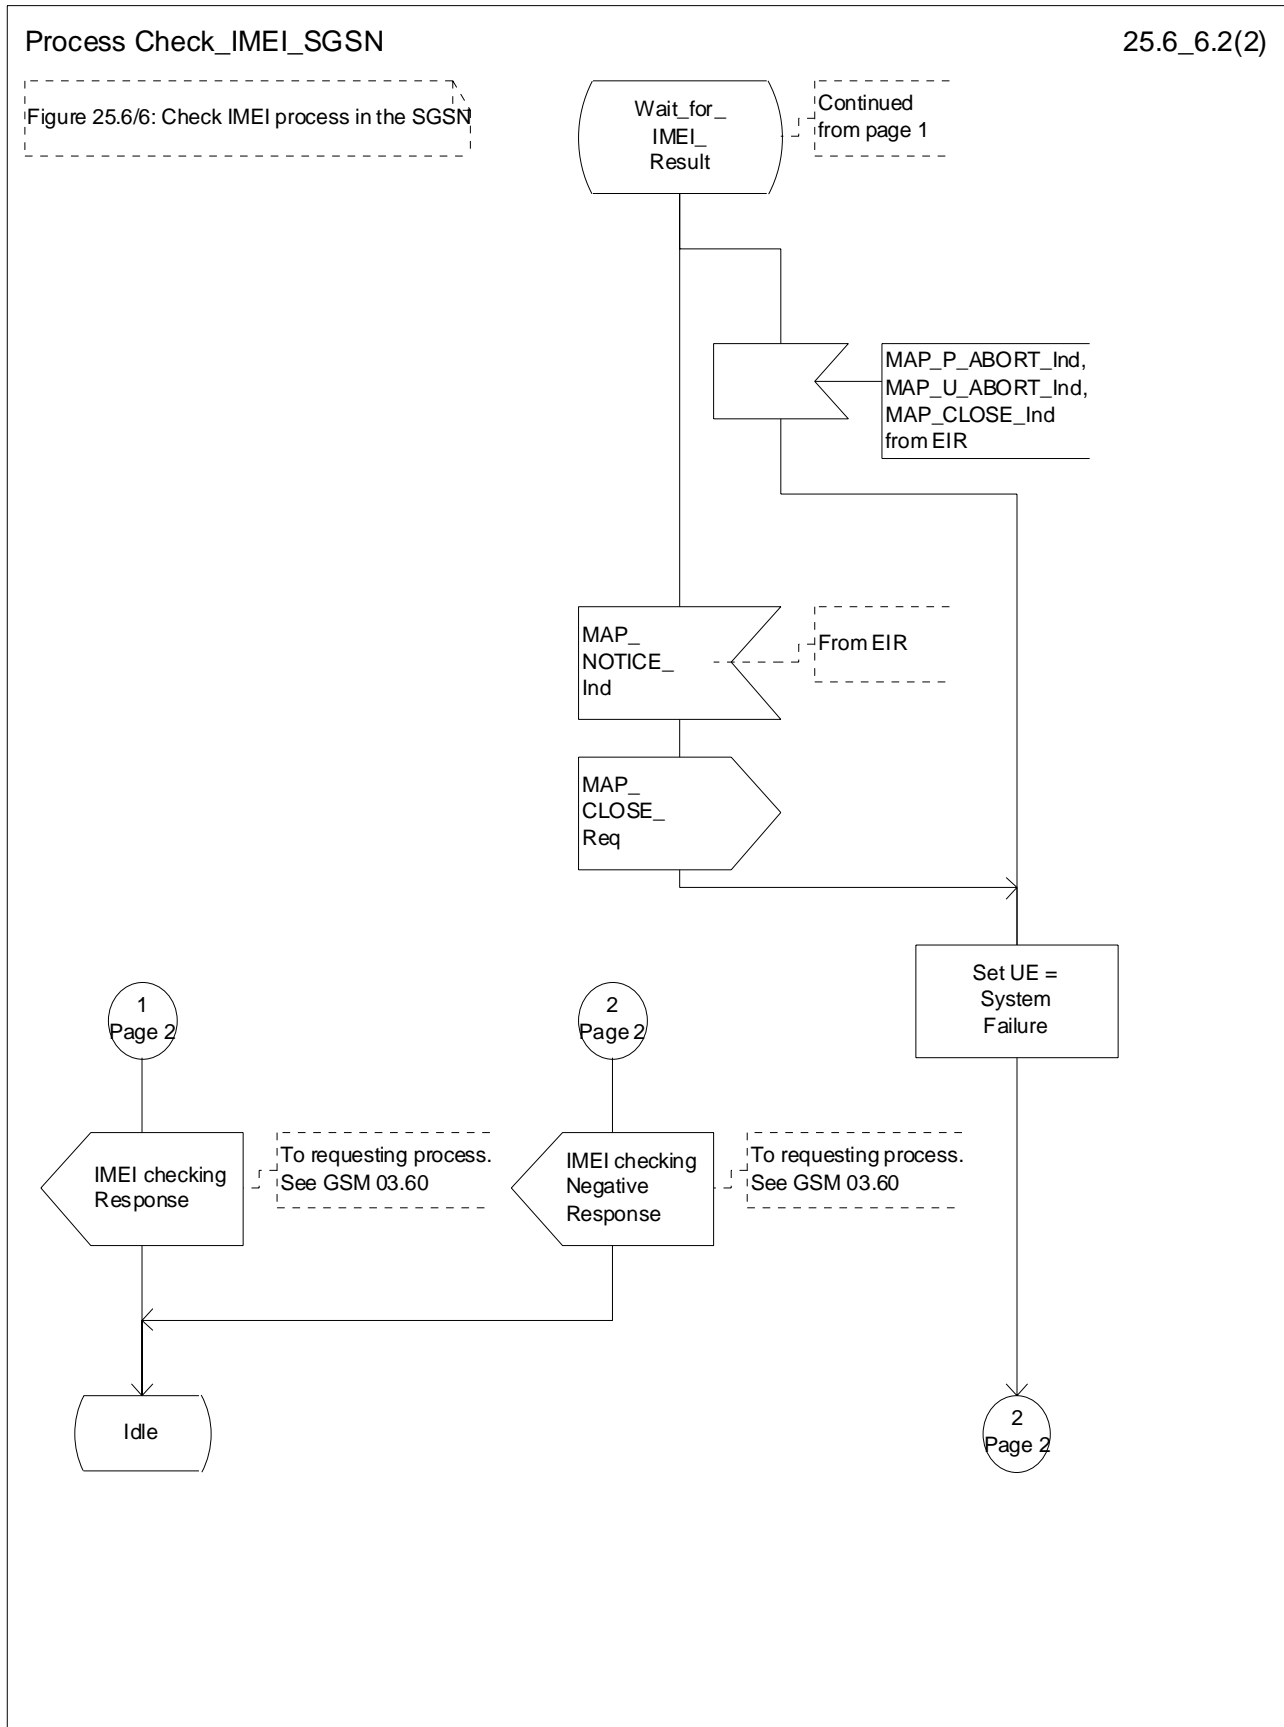 Process Check_IMEI_SGSN
25.6_6.2(2)
Figure 25.6/6: Check IMEI process in the SGSN
Wait_for_
IMEI_
Result
Continued
from page 1
MAP_P_ABORT_Ind,
MAP_U_ABORT_Ind,
MAP_CLOSE_Ind
from EIR
MAP_
NOTICE_
Ind
From EIR
MAP_
CLOSE_
Req
Set UE =
System
Failure
1
Page 2
2
Page 2
IMEI checking
Response
To requesting process.
See GSM 03.60
IMEI checking
Negative
Response
To requesting process.
See GSM 03.60
Idle
2
Page 2